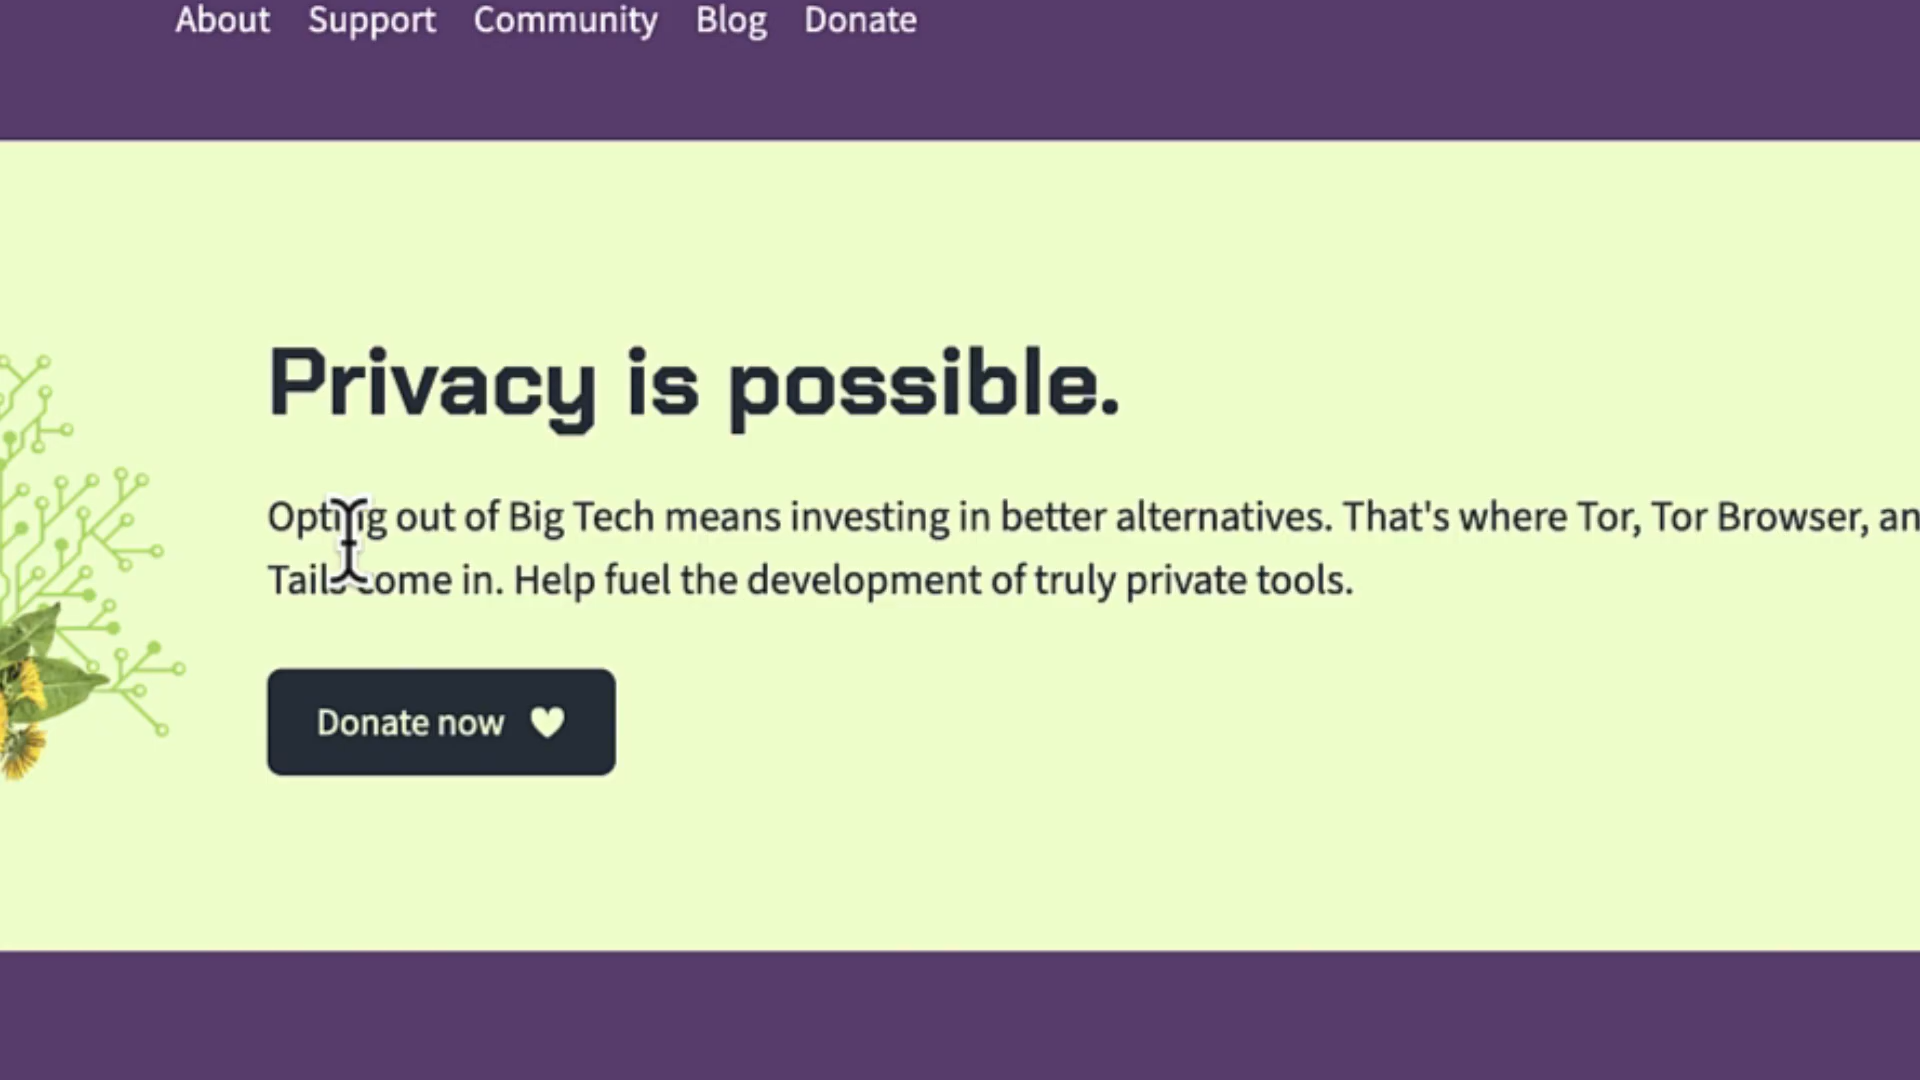 About Support Community Blog Donate
Privacy is possible.
Opting out of Big Tech means investing in better alternatives. That's where Tor, Tor Browser, an
Tails come in. Help fuel the development of truly private tools.
Donate now